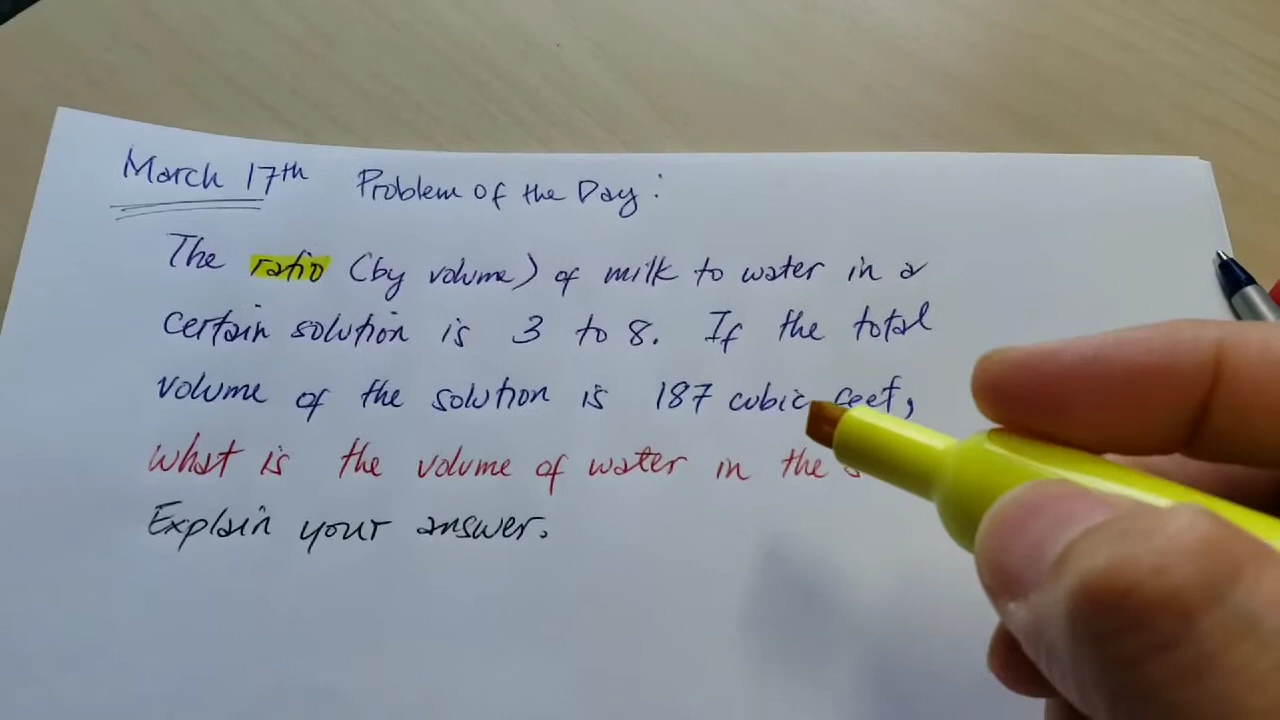 March 17th Problem of the Day:
The ratio (by volume) of milk to water in a
certain solution is 3 to 8. If the total
volume of the solution is 187 cubic feet,
what is the volume of water in the
Explain your answer.